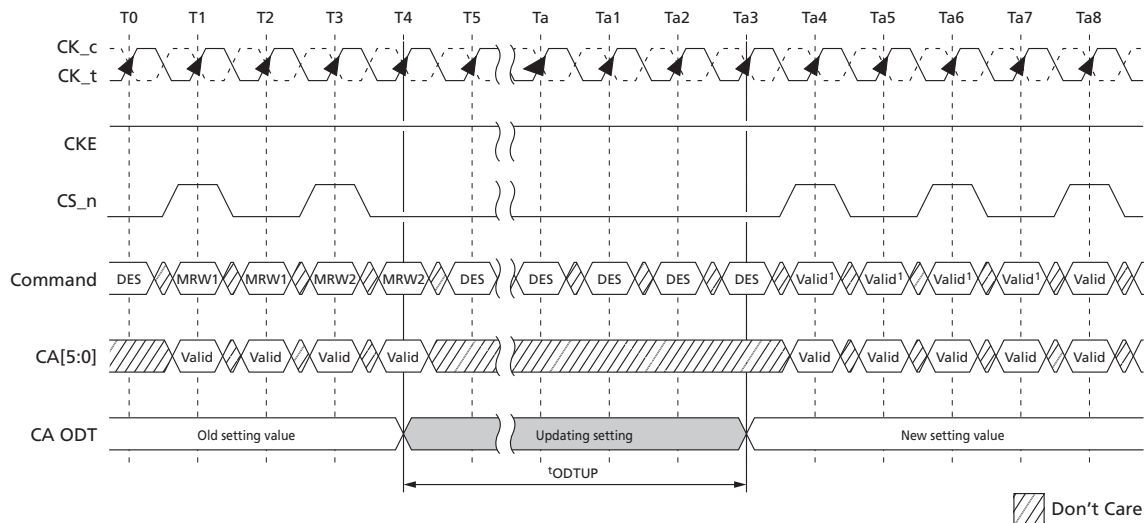 T0 T1 T2 T3 T4 T5 Ta Ta1 Ta2 Ta3 Ta4 Ta5 Ta6 Ta7 Ta8
CK_c
CK_t
CKE
CS_n
Command DES MRW1 MRW1 MRW2 MRW2 DES DES DES DES DES Valid¹ Valid¹ Valid¹ Valid¹ Valid
CA[5:0] Valid Valid Valid Valid Valid Valid Valid Valid Valid
CA ODT Old setting value Updating setting New setting value
tODTUP
Don't Care